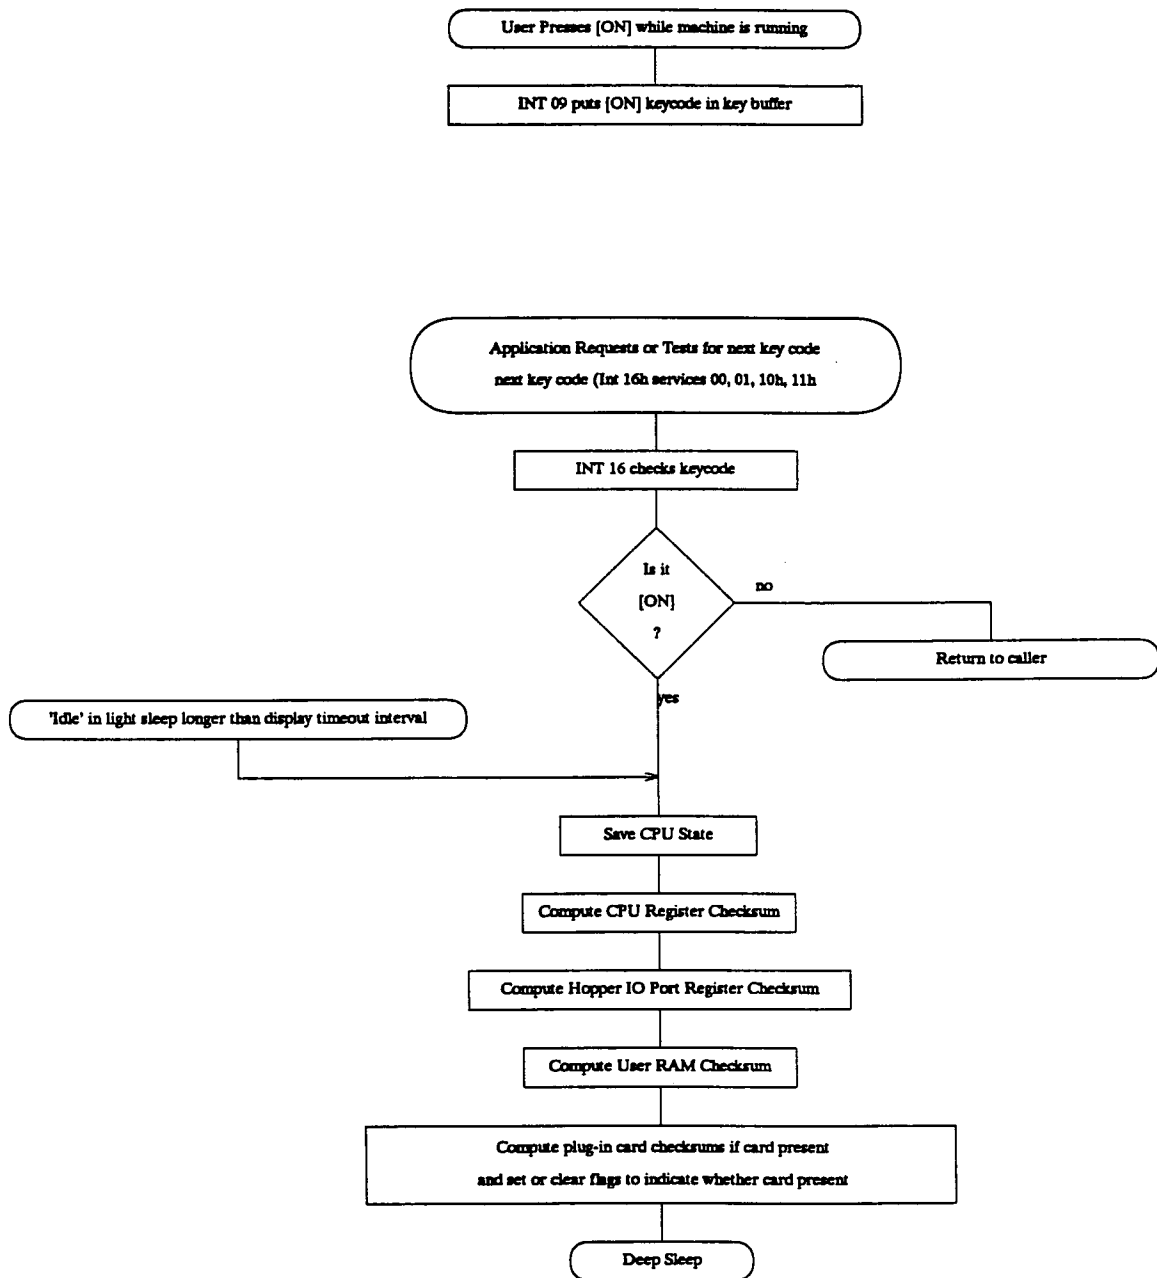 User Presses [ON] while machine is running
INT 09 puts [ON] keycode in key buffer
Application Requests or Tests for next key code
next key code (Int 16h services 00, 01, 10h, 11h
INT 16 checks keycode
Is it
[ON]
?
no
Return to caller
yes
'Idle' in light sleep longer than display timeout interval
Save CPU State
Compute CPU Register Checksum
Compute Hopper IO Port Register Checksum
Compute User RAM Checksum
Compute plug-in card checksums if card present
and set or clear flags to indicate whether card present
Deep Sleep